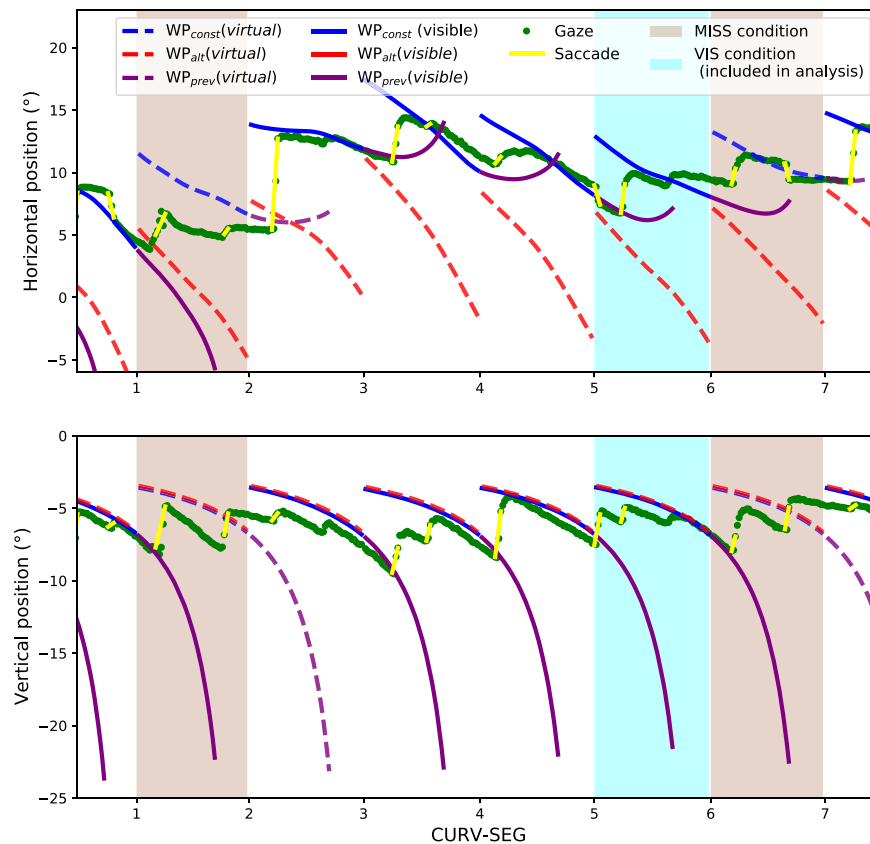 WPconst(virtual) WPconst (visible) Gaze MISS condition
WPalt(virtual) WPalt(visible) Saccade VIS condition
WPprev(virtual) WPprev(visible) (included in analysis)
Horizontal position (°)
20
15
10
5
0
−5
1 2 3 4 5 6 7
Vertical position (°)
0
−5
−10
−15
−20
−25
1 2 3 4 5 6 7
CURV-SEG